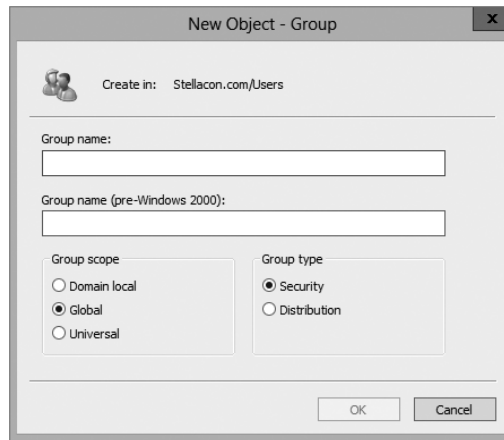 New Object - Group
x
Create in: Stellacon.com/Users
Group name:
Group name (pre-Windows 2000):
Group scope
Domain local
Global
Universal
Group type
Security
Distribution
OK
Cancel